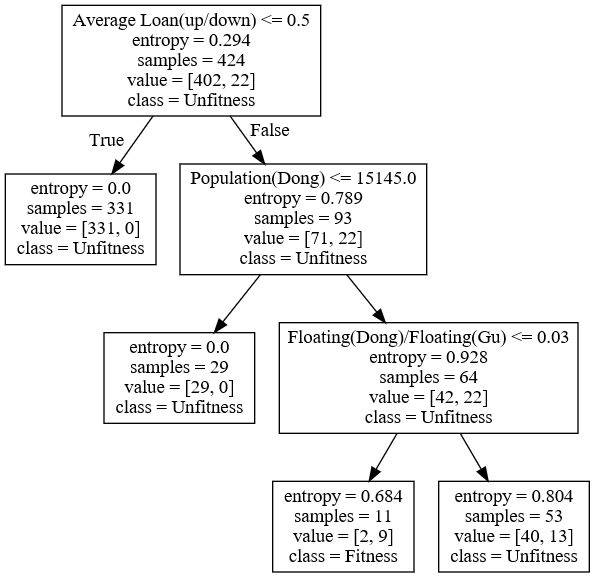 Average Loan(up/down) <= 0.5
entropy = 0.294
samples = 424
value = [402, 22]
class = Unfitness
True
False
entropy = 0.0
samples = 331
value = [331, 0]
class = Unfitness
Population(Dong) <= 15145.0
entropy = 0.789
samples = 93
value = [71, 22]
class = Unfitness
entropy = 0.0
samples = 29
value = [29, 0]
class = Unfitness
Floating(Dong)/Floating(Gu) <= 0.03
entropy = 0.928
samples = 64
value = [42, 22]
class = Unfitness
entropy = 0.684
samples = 11
value = [2, 9]
class = Fitness
entropy = 0.804
samples = 53
value = [40, 13]
class = Unfitness